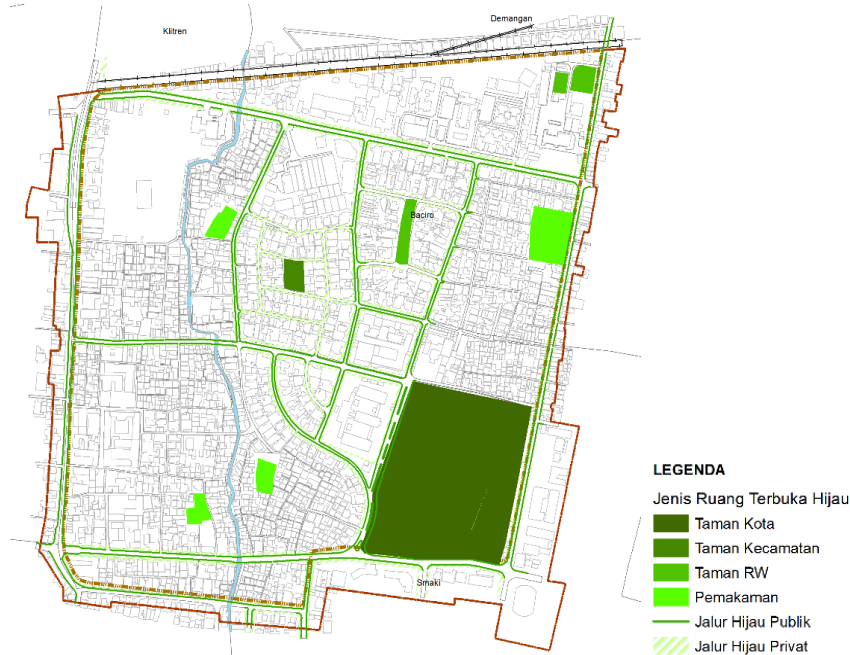 Demangan
Klitren
Baciro
Smaki
LEGENDA
Jenis Ruang Terbuka Hijau
Taman Kota
Taman Kecamatan
Taman RW
Pemakaman
Jalur Hijau Publik
Jalur Hijau Privat